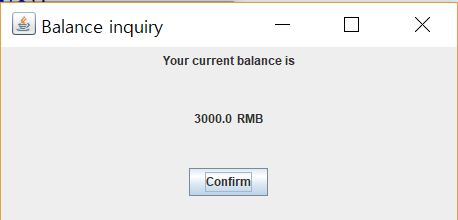 Balance inquiry
Your current balance is
3000.0 RMB
Confirm